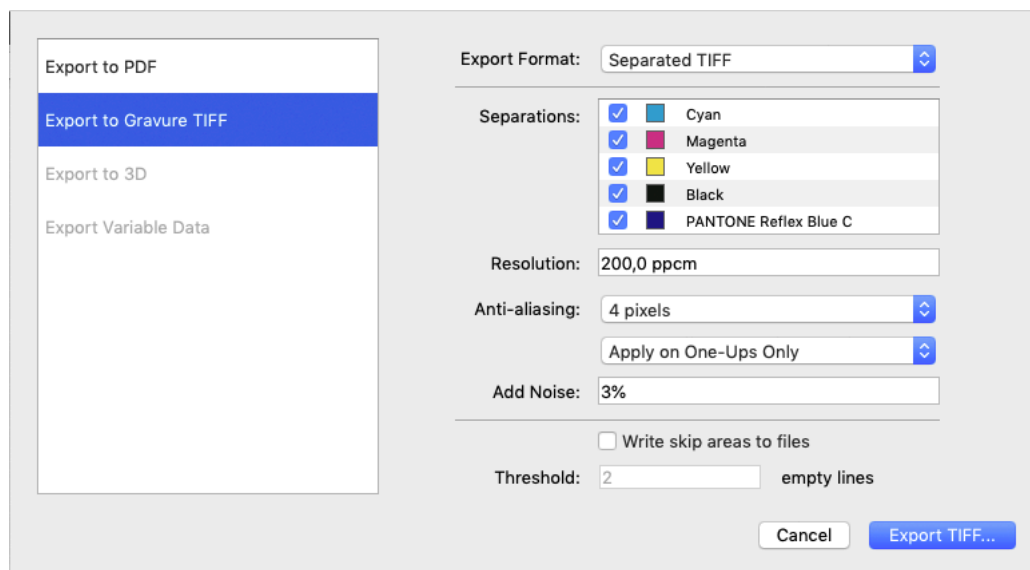 Export to PDF
Export to Gravure TIFF
Export to 3D
Export Variable Data
Export Format: Separated TIFF
Separations:
Cyan
Magenta
Yellow
Black
PANTONE Reflex Blue C
Resolution: 200,0 ppcm
Anti-aliasing: 4 pixels
Apply on One-Ups Only
Add Noise: 3%
Write skip areas to files
Threshold: 2 empty lines
Cancel Export TIFF...